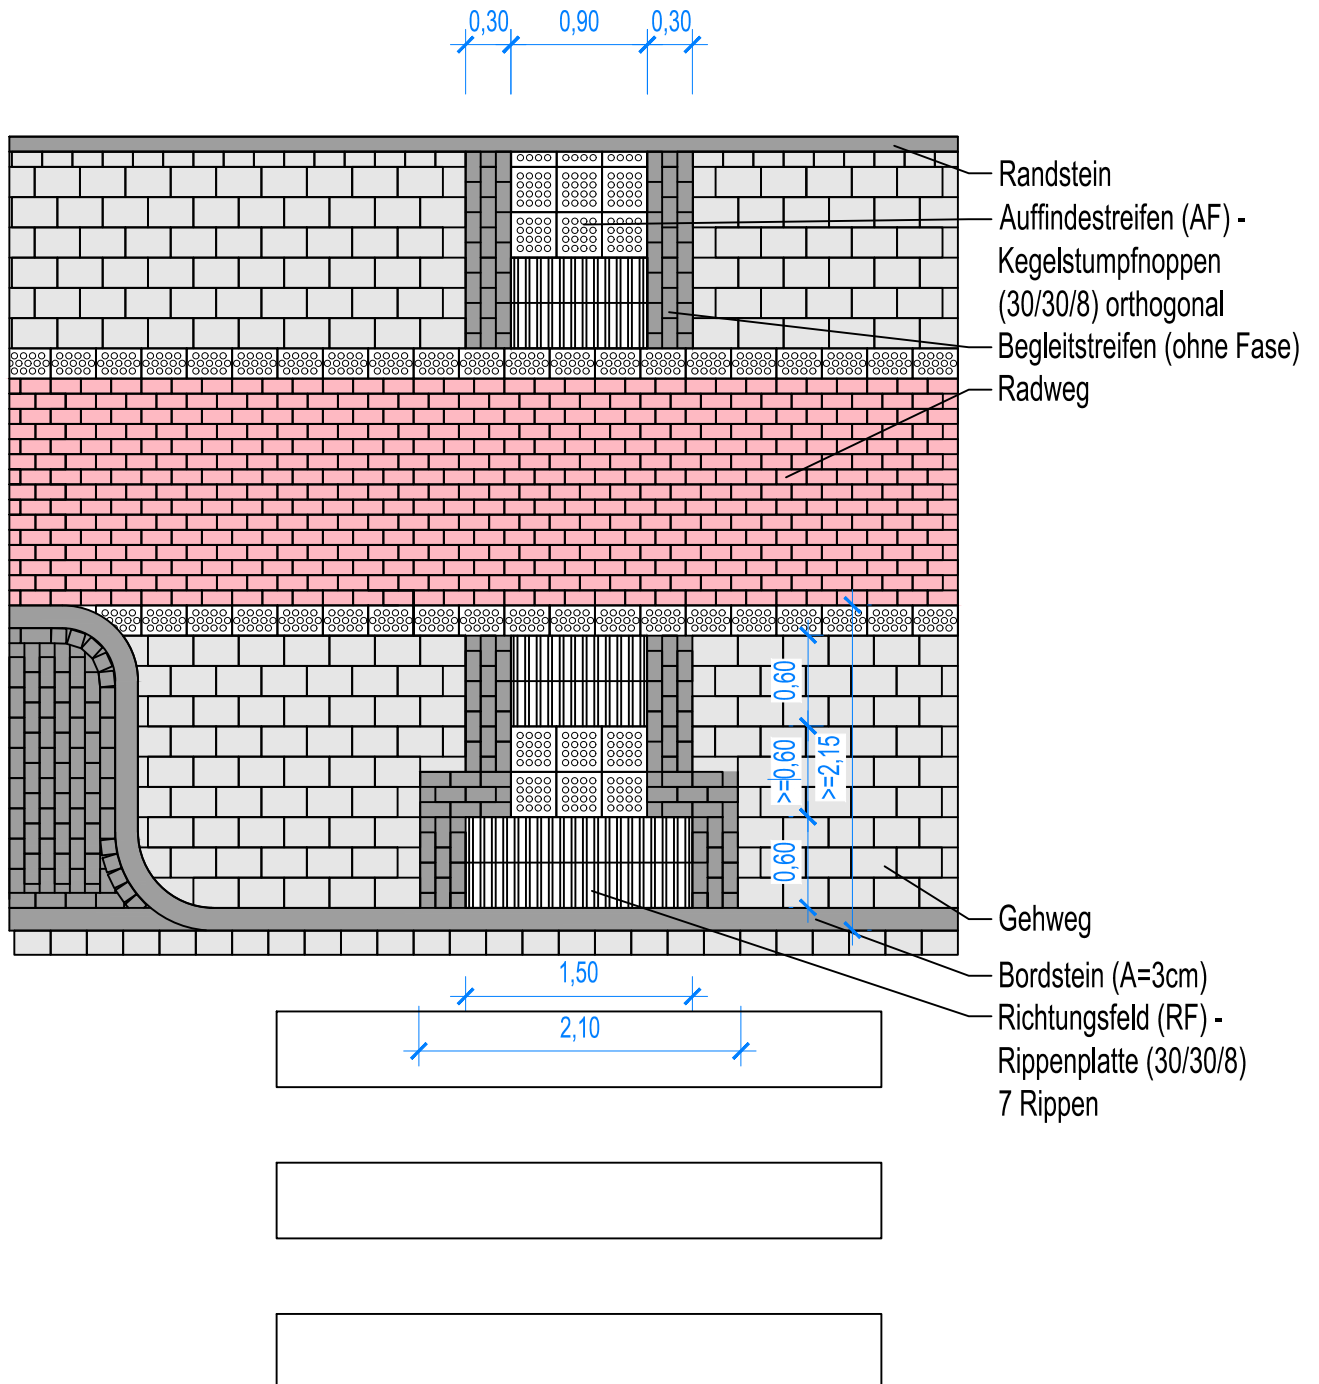 0,30
0,90
0,30
Randstein
Auffindestreifen (AF) -
Kegelstumpfnoppen
(30/30/8) orthogonal
Begleitstreifen (ohne Fase)
Radweg
0,60
>=0,60
>=2,15
0,60
Gehweg
Bordstein (A=3cm)
Richtungsfeld (RF) -
Rippenplatte (30/30/8)
7 Rippen
1,50
2,10